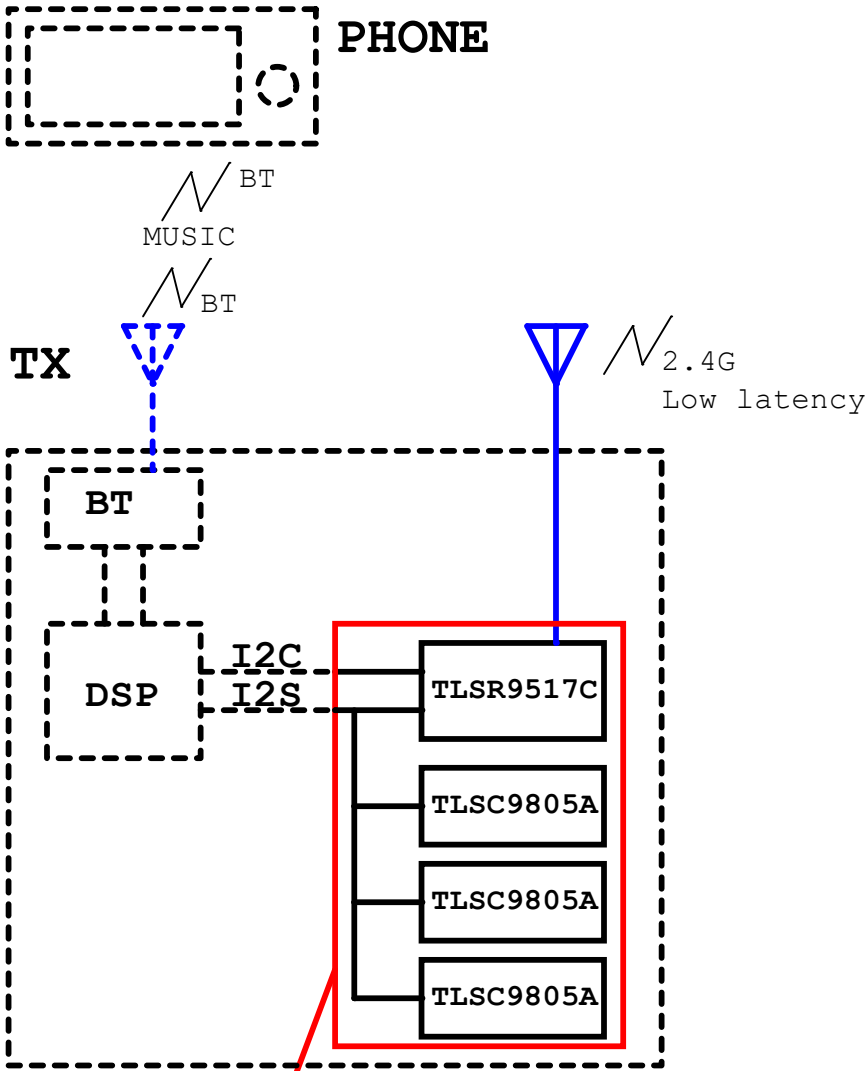 PHONE
BT
MUSIC
BT
TX
2.4G
Low latency
BT
I2C
I2S
DSP
TLSR9517C
TLSC9805A
TLSC9805A
TLSC9805A